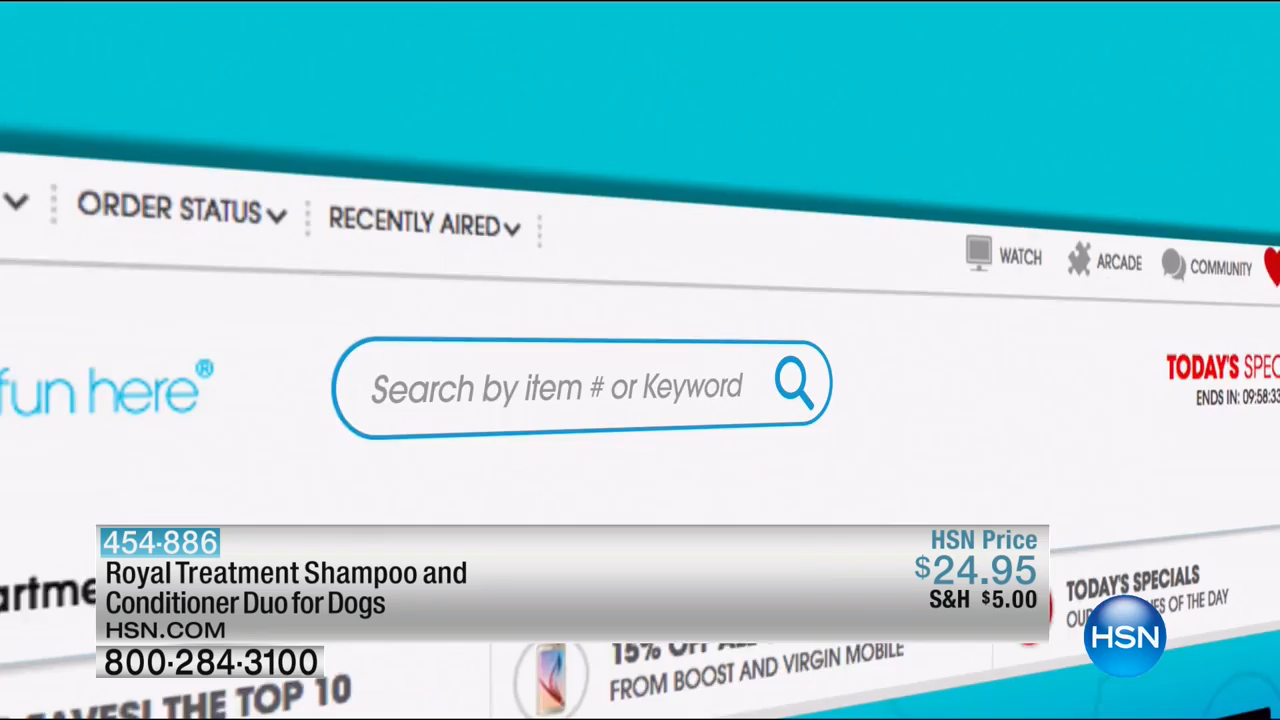 ORDER STATUS
RECENTLY AIRED
WATCH
ARCADE
COMMUNITY
fun here®
Search by item # or Keyword
TODAY'S
ENDS IN: 09:58:33
454-886
Royal Treatment Shampoo and
Conditioner Duo for Dogs
HSN.COM
800-284-3100
HSN Price
$24.95
S&H $5.00
TODAY'S SPECIALS
OF THE DAY
HSN
15% OFF
FROM BOOST AND VIRGIN MOBILE
THE TOP 10